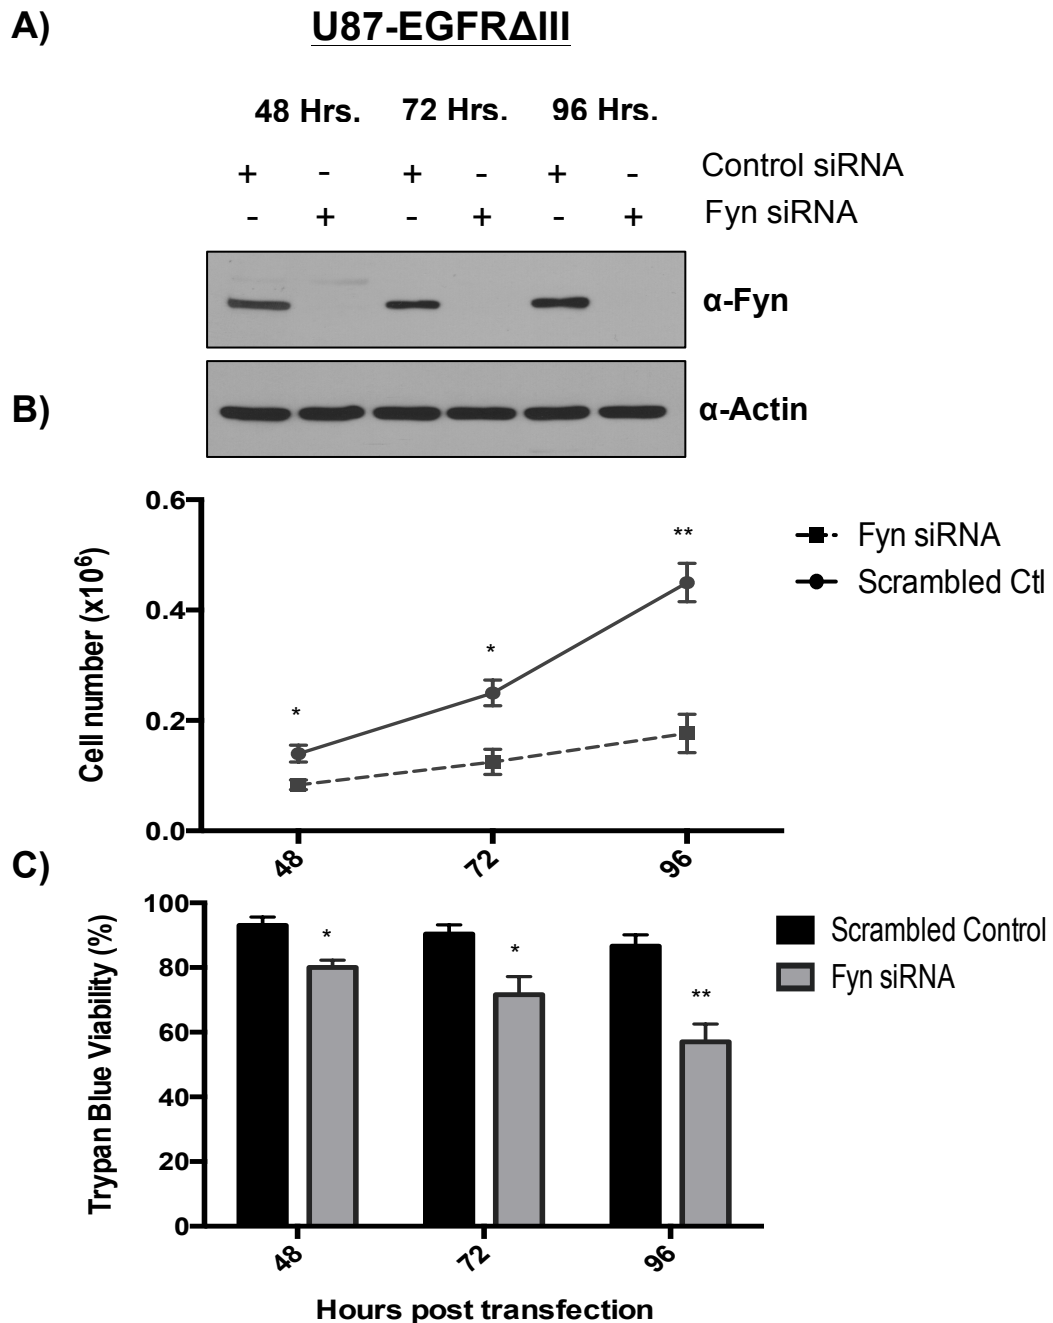 A)
U87-EGFRΔIII
48 Hrs. 72 Hrs. 96 Hrs.
+ - + - + - Control siRNA
- + - + - + Fyn siRNA
α-Fyn
B)
α-Actin
0.6
0.4
0.2
0.0
Cell number (x10⁶)
* * **
48 72 96
Fyn siRNA
Scrambled Ctl
C)
100
80
60
40
20
0
Trypan Blue Viability (%)
* * **
48 72 96
Hours post transfection
Scrambled Control
Fyn siRNA